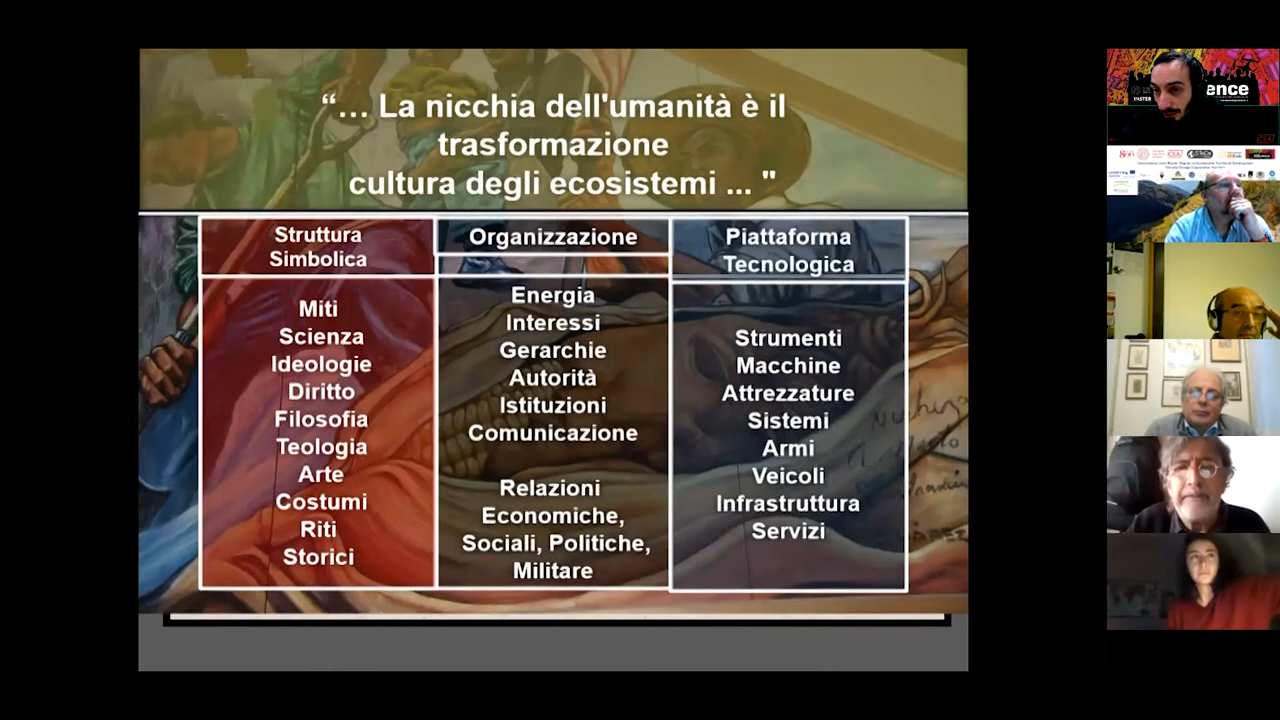 “… La nicchia dell'umanità è il
trasformazione
cultura degli ecosistemi ... "
Struttura
Simbolica
Organizzazione
Piattaforma
Tecnologica
Miti
Scienza
Ideologie
Diritto
Filosofia
Teologia
Arte
Costumi
Riti
Storici
Energia
Interessi
Gerarchie
Autorità
Istituzioni
Comunicazione
Relazioni
Economiche,
Sociali, Politiche,
Militare
Strumenti
Macchine
Attrezzature
Sistemi
Armi
Veicoli
Infrastruttura
Servizi
ence